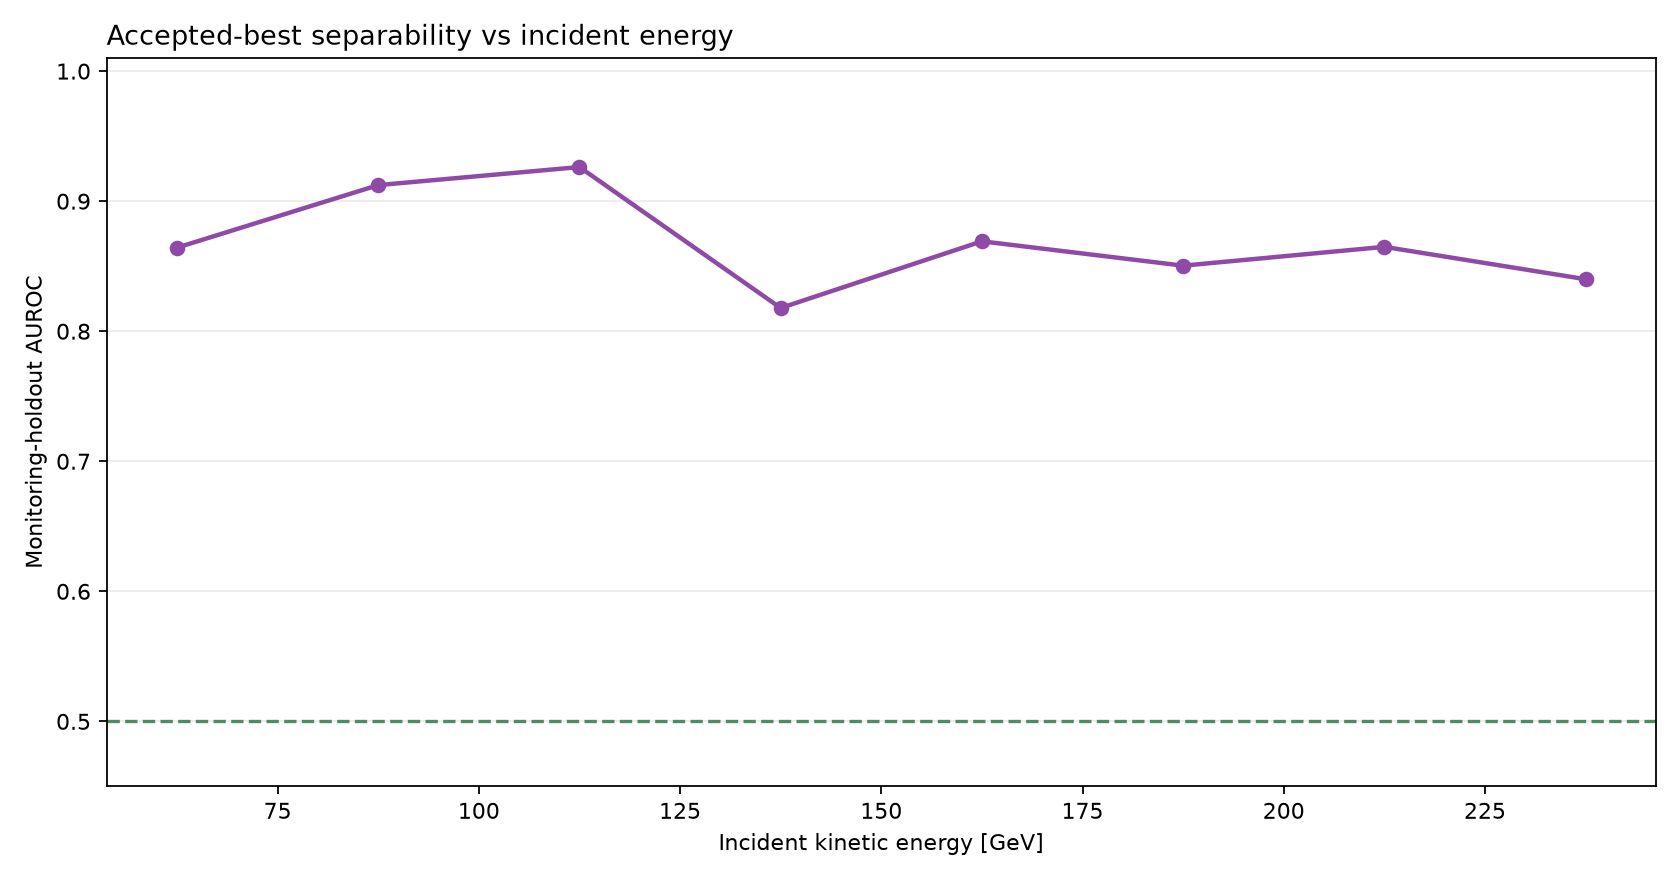 Accepted-best separability vs incident energy
Monitoring-holdout AUROC
1.0
0.9
0.8
0.7
0.6
0.5
75 100 125 150 175 200 225
Incident kinetic energy [GeV]